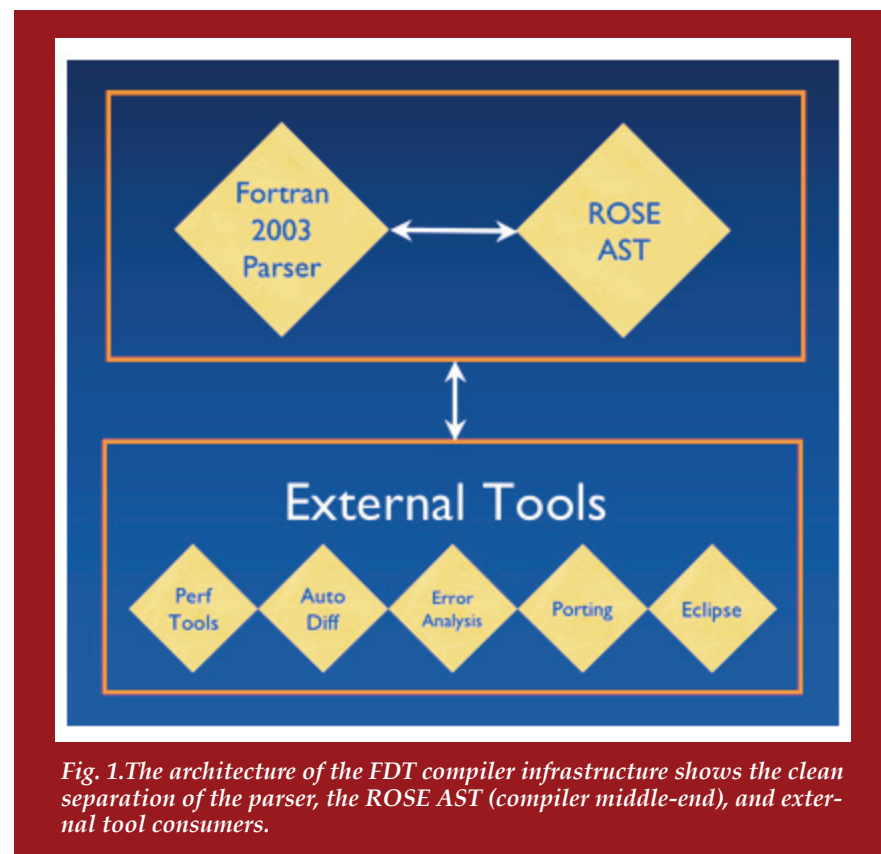 Fortran
2003
Parser
ROSE
AST
External Tools
Perf
Tools
Auto
Diff
Error
Analysis
Porting
Eclipse
Fig. 1.The architecture of the FDT compiler infrastructure shows the clean
separation of the parser, the ROSE AST (compiler middle-end), and exter-
nal tool consumers.